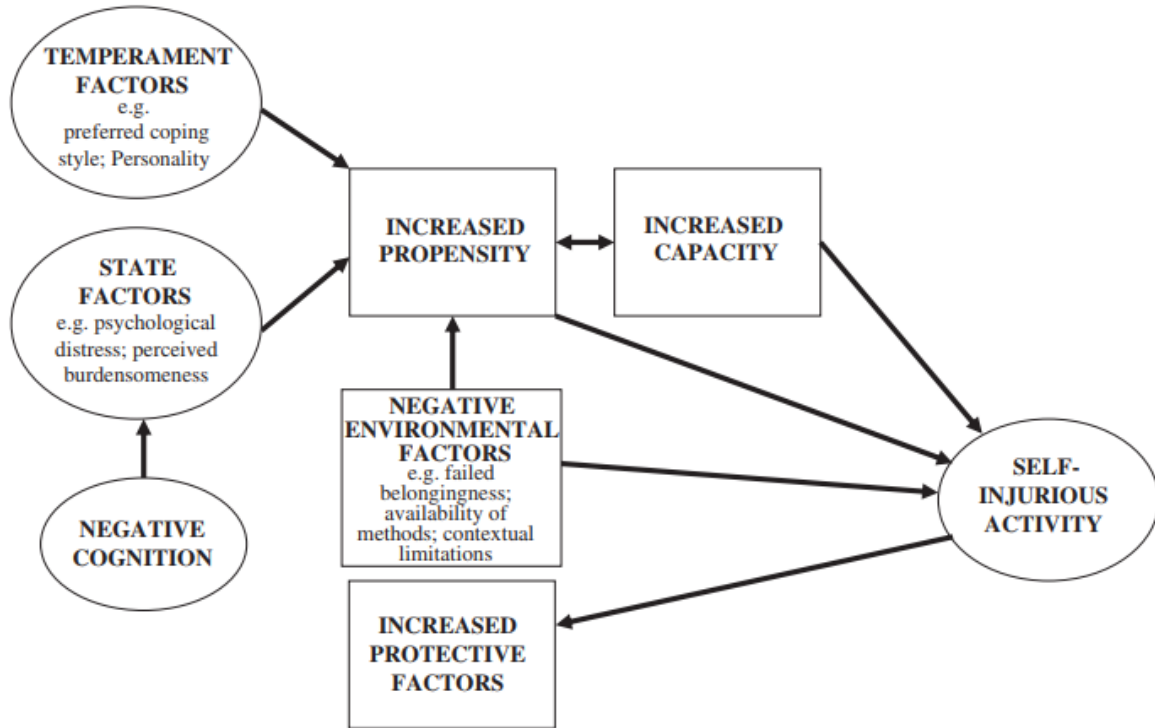 TEMPERAMENT
FACTORS
e.g.
preferred coping
style; Personality
INCREASED
PROPENSITY
INCREASED
CAPACITY
STATE
FACTORS
e.g. psychological
distress; perceived
burdensomeness
NEGATIVE
ENVIRONMENTAL
FACTORS
e.g. failed
belongingness;
availability of
methods; contextual
limitations
SELF-
INJURIOUS
ACTIVITY
NEGATIVE
COGNITION
INCREASED
PROTECTIVE
FACTORS